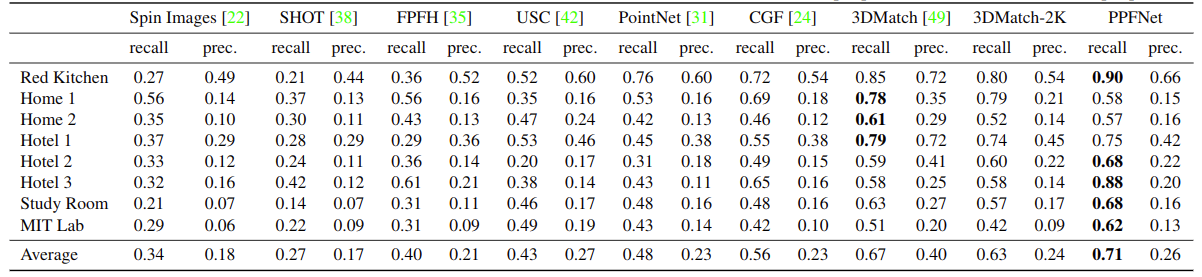 Spin Images [22] SHOT [38] FPFH [35] USC [42] PointNet [31] CGF [24] 3DMatch [49] 3DMatch-2K PPFNet
recall prec. recall prec. recall prec. recall prec. recall prec. recall prec. recall prec. recall prec. recall prec.
Red Kitchen 0.27 0.49 0.21 0.44 0.36 0.52 0.52 0.60 0.76 0.60 0.72 0.54 0.85 0.72 0.80 0.54 0.90 0.66
Home 1 0.56 0.14 0.37 0.13 0.56 0.16 0.35 0.16 0.53 0.16 0.69 0.18 0.78 0.35 0.79 0.21 0.58 0.15
Home 2 0.35 0.10 0.30 0.11 0.43 0.13 0.47 0.24 0.42 0.13 0.46 0.12 0.61 0.29 0.52 0.14 0.57 0.16
Hotel 1 0.37 0.29 0.28 0.29 0.29 0.36 0.53 0.46 0.45 0.38 0.55 0.38 0.79 0.72 0.74 0.45 0.75 0.42
Hotel 2 0.33 0.12 0.24 0.11 0.36 0.14 0.20 0.17 0.31 0.18 0.49 0.15 0.59 0.41 0.60 0.22 0.68 0.22
Hotel 3 0.32 0.16 0.42 0.12 0.61 0.21 0.38 0.14 0.43 0.11 0.65 0.16 0.58 0.25 0.58 0.14 0.88 0.20
Study Room 0.21 0.07 0.14 0.07 0.31 0.11 0.46 0.17 0.48 0.16 0.48 0.16 0.63 0.27 0.57 0.17 0.68 0.16
MIT Lab 0.29 0.06 0.22 0.09 0.31 0.09 0.49 0.19 0.43 0.14 0.42 0.10 0.51 0.20 0.42 0.09 0.62 0.13
Average 0.34 0.18 0.27 0.17 0.40 0.21 0.43 0.27 0.48 0.23 0.56 0.23 0.67 0.40 0.63 0.24 0.71 0.26